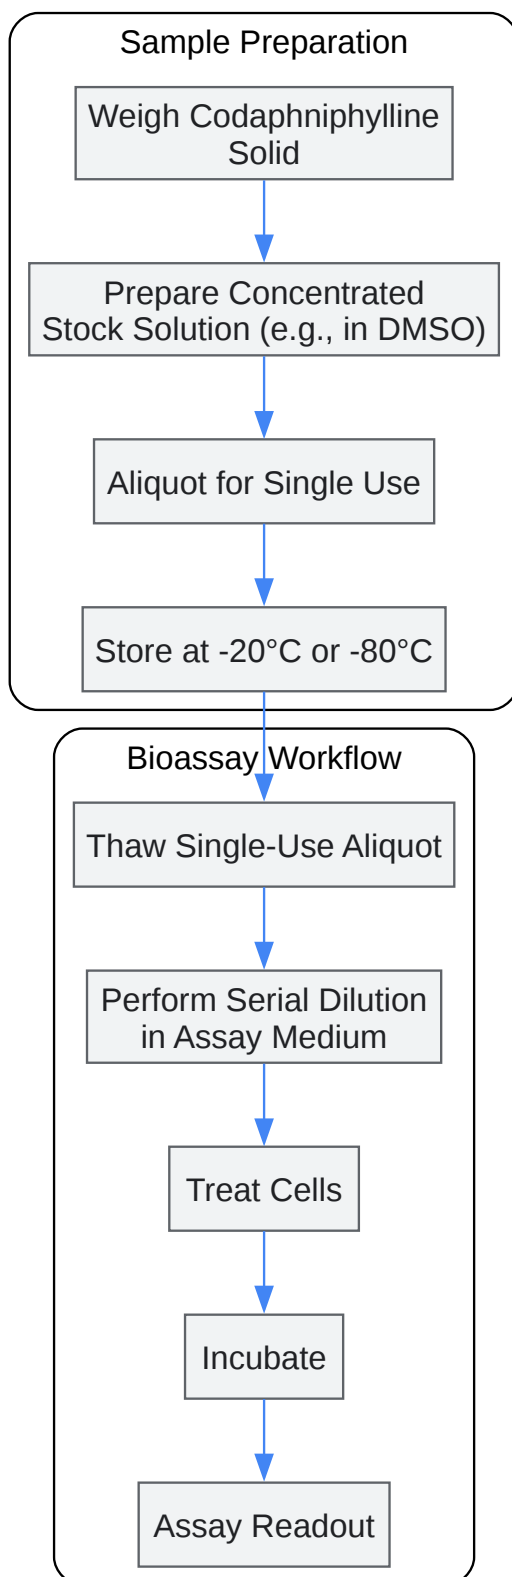 Sample Preparation
Weigh Codaphniphylline
Solid
Prepare Concentrated
Stock Solution (e.g., in DMSO)
Aliquot for Single Use
Store at -20°C or -80°C
Bioassay Workflow
Thaw Single-Use Aliquot
Perform Serial Dilution
in Assay Medium
Treat Cells
Incubate
Assay Readout